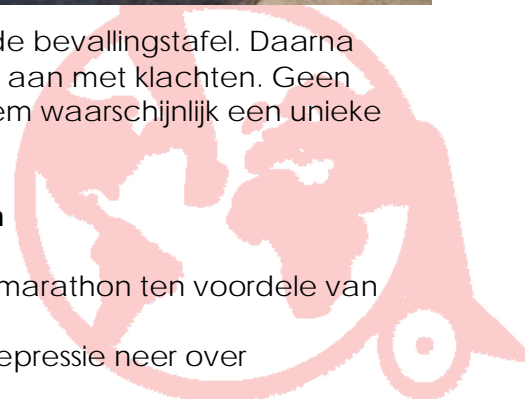 de bevallingstafel. Daarna
aan met klachten. Geen
em waarschijnlijk een unieke
marathon ten voordele van
epressie neer over